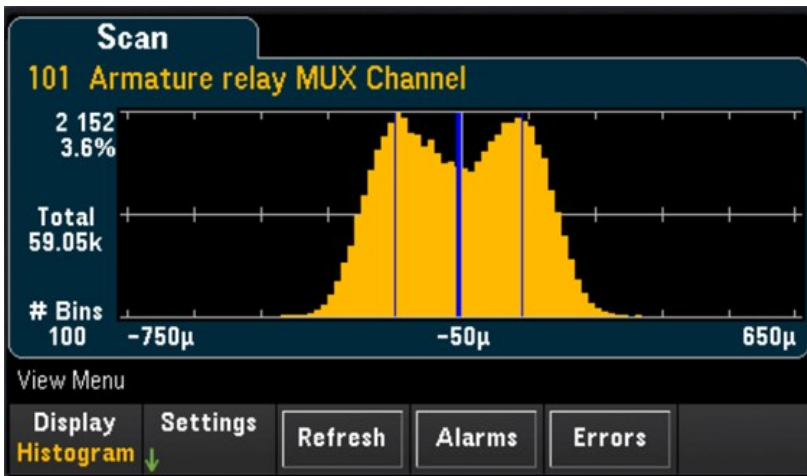 Scan
101 Armature relay MUX Channel
2 152
3.6%
Total
59.05k
# Bins
100
-750µ
-50µ
650µ
View Menu
Display
Histogram
Settings
Refresh
Alarms
Errors